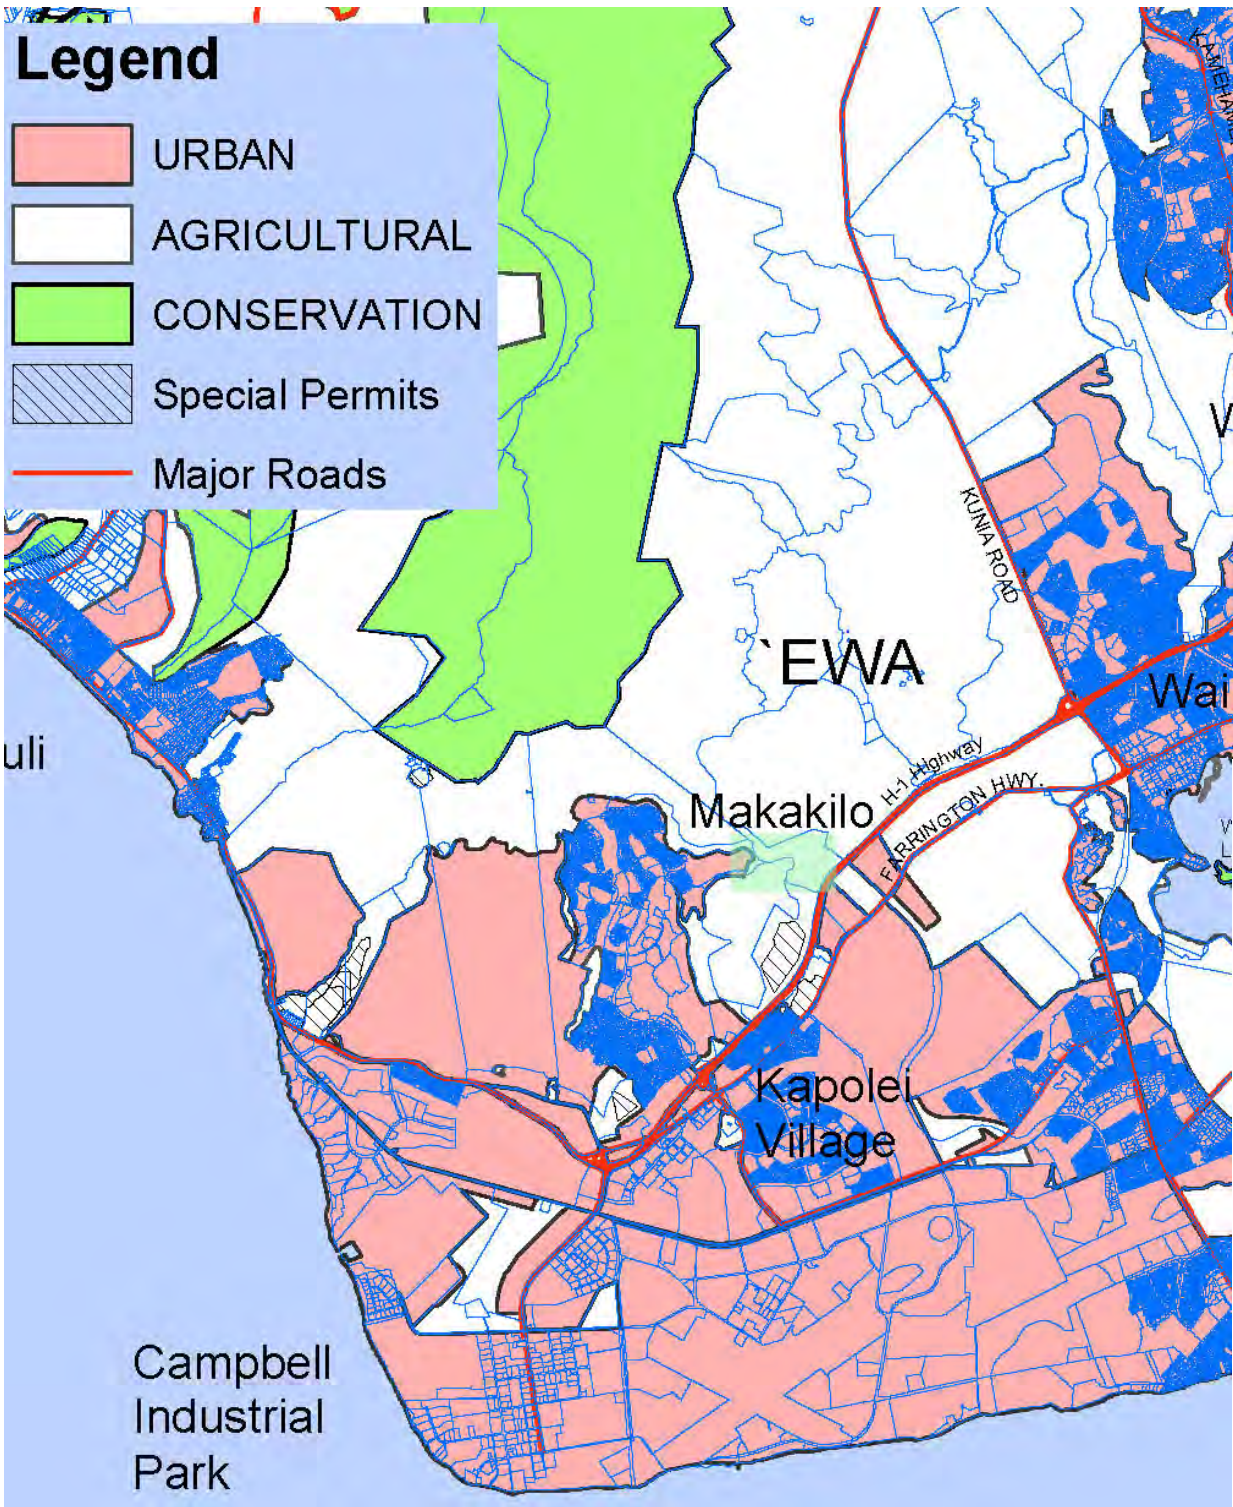 Legend
URBAN
AGRICULTURAL
CONSERVATION
Special Permits
Major Roads
KAMEHAME
W
KUNIA ROAD
`EWA
Wai
uli
H-1 Highway
FARRINGTON HWY.
Makakilo
W
L
Kapolei
Village
Campbell
Industrial
Park